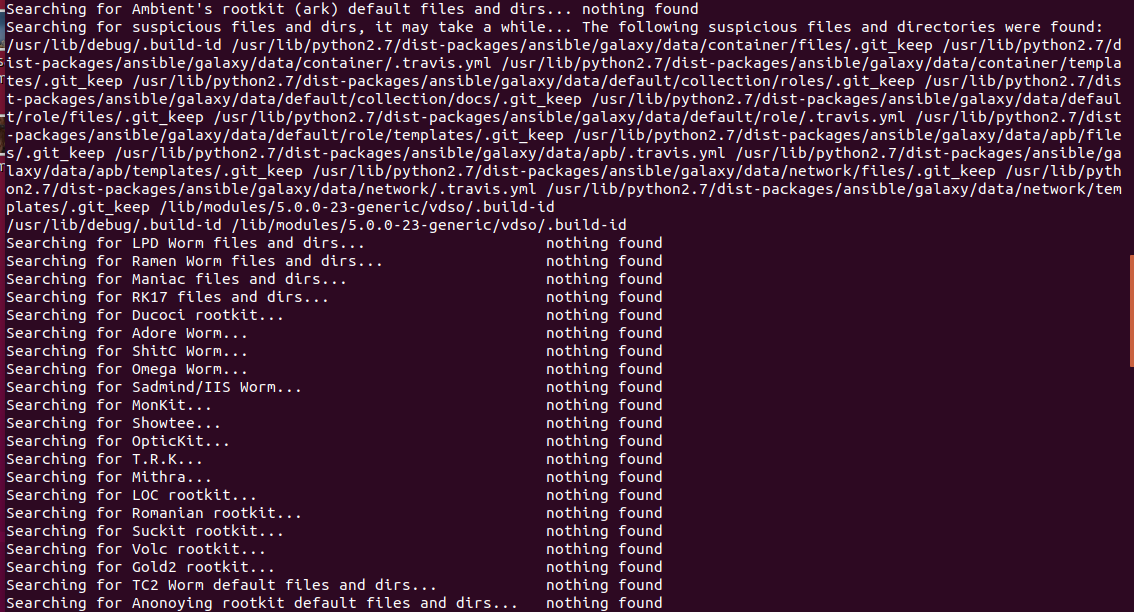 Searching for Ambient's rootkit (ark) default files and dirs... nothing found
Searching for suspicious files and dirs, it may take a while... The following suspicious files and directories were found:
/usr/lib/debug/.build-id /usr/lib/python2.7/dist-packages/ansible/galaxy/data/container/files/.git_keep /usr/lib/python2.7/d
ist-packages/ansible/galaxy/data/container/.travis.yml /usr/lib/python2.7/dist-packages/ansible/galaxy/data/container/templa
tes/.git_keep /usr/lib/python2.7/dist-packages/ansible/galaxy/data/default/collection/roles/.git_keep /usr/lib/python2.7/dis
t-packages/ansible/galaxy/data/default/collection/docs/.git_keep /usr/lib/python2.7/dist-packages/ansible/galaxy/data/defaul
t/role/files/.git_keep /usr/lib/python2.7/dist-packages/ansible/galaxy/data/default/role/.travis.yml /usr/lib/python2.7/dist
-packages/ansible/galaxy/data/default/role/templates/.git_keep /usr/lib/python2.7/dist-packages/ansible/galaxy/data/apb/file
s/.git_keep /usr/lib/python2.7/dist-packages/ansible/galaxy/data/apb/.travis.yml /usr/lib/python2.7/dist-packages/ansible/ga
laxy/data/apb/templates/.git_keep /usr/lib/python2.7/dist-packages/ansible/galaxy/data/network/files/.git_keep /usr/lib/pyth
on2.7/dist-packages/ansible/galaxy/data/network/.travis.yml /usr/lib/python2.7/dist-packages/ansible/galaxy/data/network/tem
plates/.git_keep /lib/modules/5.0.0-23-generic/vdso/.build-id
/usr/lib/debug/.build-id /lib/modules/5.0.0-23-generic/vdso/.build-id
Searching for LPD Worm files and dirs... nothing found
Searching for Ramen Worm files and dirs... nothing found
Searching for Maniac files and dirs... nothing found
Searching for RK17 files and dirs... nothing found
Searching for Ducoci rootkit... nothing found
Searching for Adore Worm... nothing found
Searching for ShitC Worm... nothing found
Searching for Omega Worm... nothing found
Searching for Sadmind/IIS Worm... nothing found
Searching for MonKit... nothing found
Searching for Showtee... nothing found
Searching for OpticKit... nothing found
Searching for T.R.K... nothing found
Searching for Mithra... nothing found
Searching for LOC rootkit... nothing found
Searching for Romanian rootkit... nothing found
Searching for Suckit rootkit... nothing found
Searching for Volc rootkit... nothing found
Searching for Gold2 rootkit... nothing found
Searching for TC2 Worm default files and dirs... nothing found
Searching for Anonoying rootkit default files and dirs... nothing found